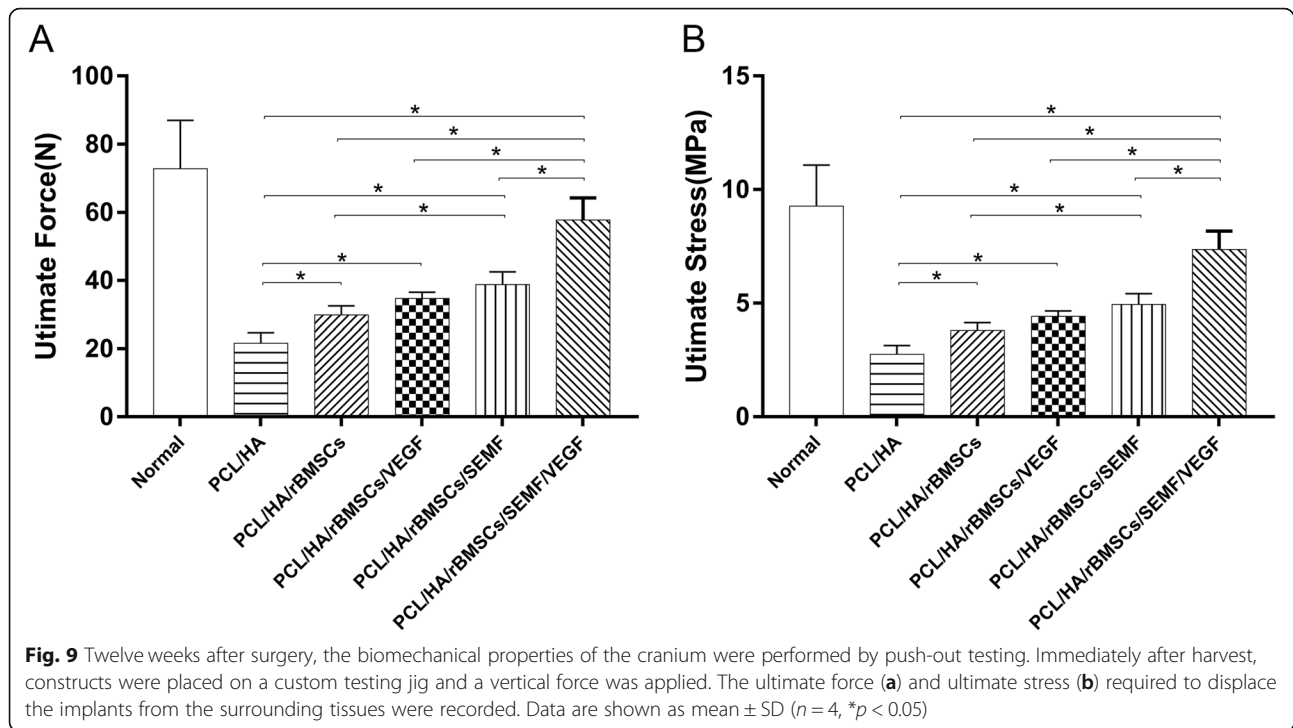 A
B
Utimate Force(N)
100
80
60
40
20
0
* 
*
*
*
*
*
*
*
Normal
PCL/HA
PCL/HA/rBMSCs
PCL/HA/rBMSCs/VEGF
PCL/HA/rBMSCs/SEMF
PCL/HA/rBMSCs/SEMF/VEGF
Utimate Stress(MPa)
15
10
5
0
*
*
*
*
*
*
*
*
Normal
PCL/HA
PCL/HA/rBMSCs
PCL/HA/rBMSCs/VEGF
PCL/HA/rBMSCs/SEMF
PCL/HA/rBMSCs/SEMF/VEGF
Fig. 9 Twelve weeks after surgery, the biomechanical properties of the cranium were performed by push-out testing. Immediately after harvest,
constructs were placed on a custom testing jig and a vertical force was applied. The ultimate force (a) and ultimate stress (b) required to displace
the implants from the surrounding tissues were recorded. Data are shown as mean ± SD (n = 4, *p < 0.05)